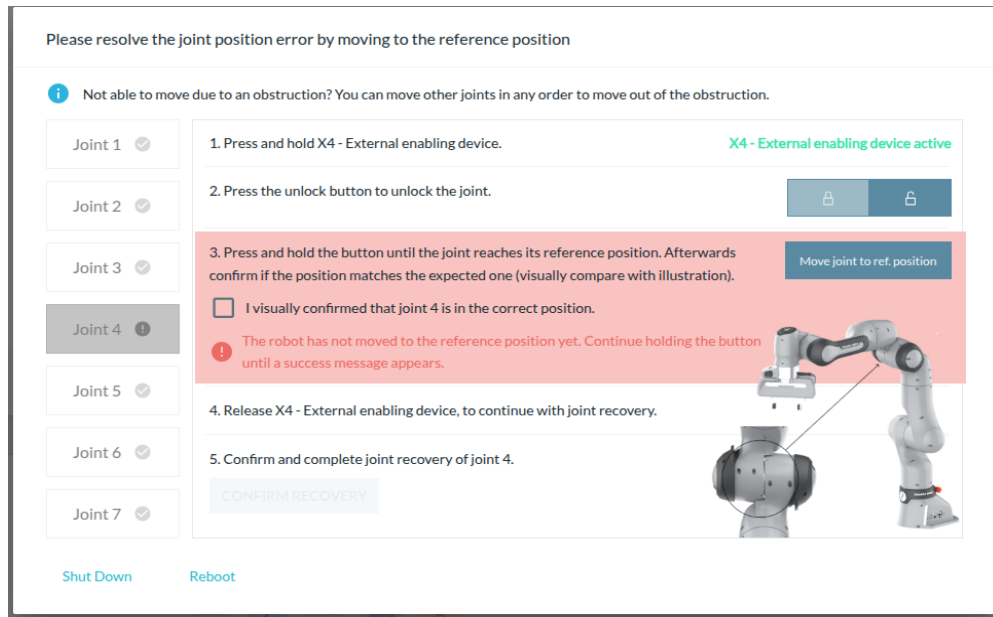 Please resolve the joint position error by moving to the reference position
Not able to move due to an obstruction? You can move other joints in any order to move out of the obstruction.
Joint 1
Joint 2
Joint 3
Joint 4
Joint 5
Joint 6
Joint 7
1. Press and hold X4 - External enabling device.
X4 - External enabling device active
2. Press the unlock button to unlock the joint.
3. Press and hold the button until the joint reaches its reference position. Afterwards
confirm if the position matches the expected one (visually compare with illustration).
Move joint to ref. position
I visually confirmed that joint 4 is in the correct position.
The robot has not moved to the reference position yet. Continue holding the button
until a success message appears.
4. Release X4 - External enabling device, to continue with joint recovery.
5. Confirm and complete joint recovery of joint 4.
CONFIRM RECOVERY
Shut Down
Reboot